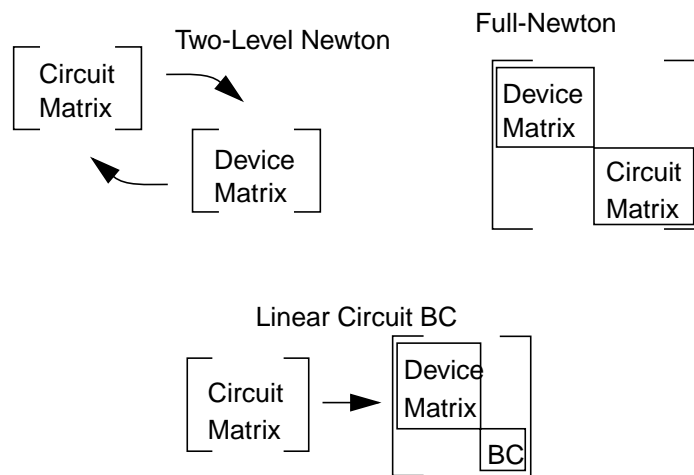 Two-Level Newton
Circuit
Matrix
Device
Matrix
Full-Newton
Device
Matrix
Circuit
Matrix
Linear Circuit BC
Circuit
Matrix
Device
Matrix
BC